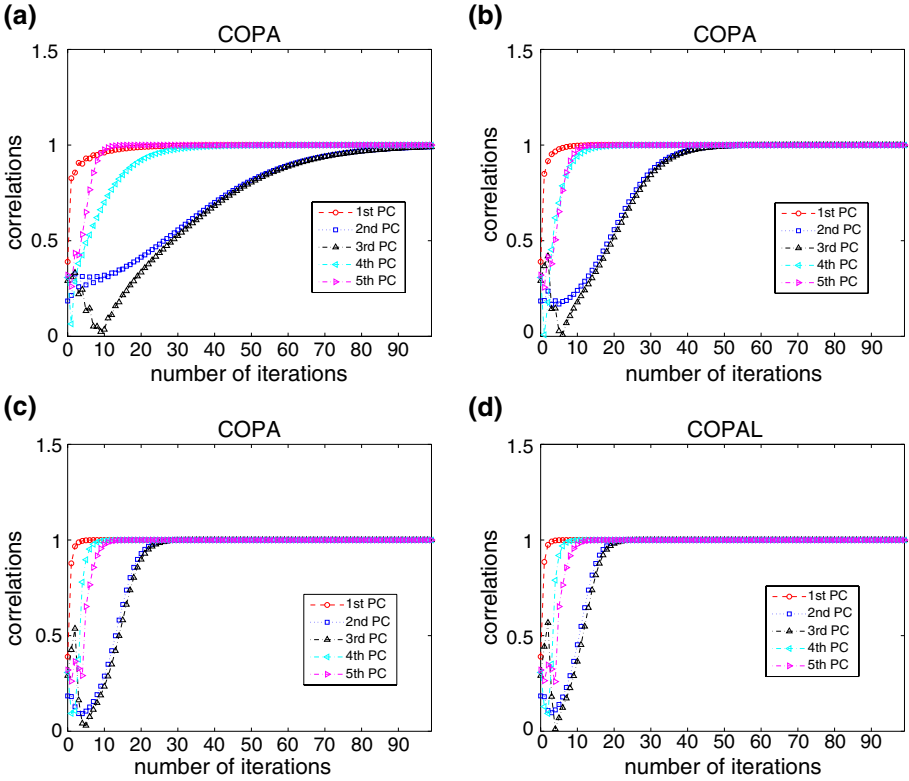 (a)
COPA
1.5
1
0.5
0
correlations
1st PC
2nd PC
3rd PC
4th PC
5th PC
0 10 20 30 40 50 60 70 80 90
number of iterations
(b)
COPA
1.5
1
0.5
0
correlations
1st PC
2nd PC
3rd PC
4th PC
5th PC
0 10 20 30 40 50 60 70 80 90
number of iterations
(c)
COPA
1.5
1
0.5
0
correlations
1st PC
2nd PC
3rd PC
4th PC
5th PC
0 10 20 30 40 50 60 70 80 90
number of iterations
(d)
COPAL
1.5
1
0.5
0
correlations
1st PC
2nd PC
3rd PC
4th PC
5th PC
0 10 20 30 40 50 60 70 80 90
number of iterations